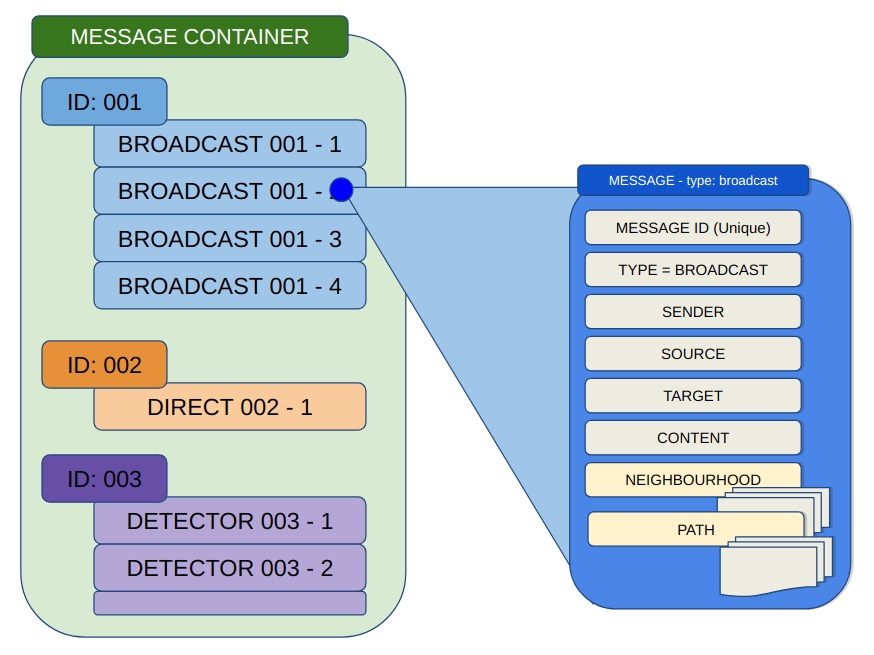 MESSAGE CONTAINER
ID: 001
BROADCAST 001 - 1
BROADCAST 001 -
BROADCAST 001 - 3
BROADCAST 001 - 4
ID: 002
DIRECT 002 - 1
ID: 003
DETECTOR 003 - 1
DETECTOR 003 - 2
MESSAGE - type: broadcast
MESSAGE ID (Unique)
TYPE = BROADCAST
SENDER
SOURCE
TARGET
CONTENT
NEIGHBOURHOOD
PATH